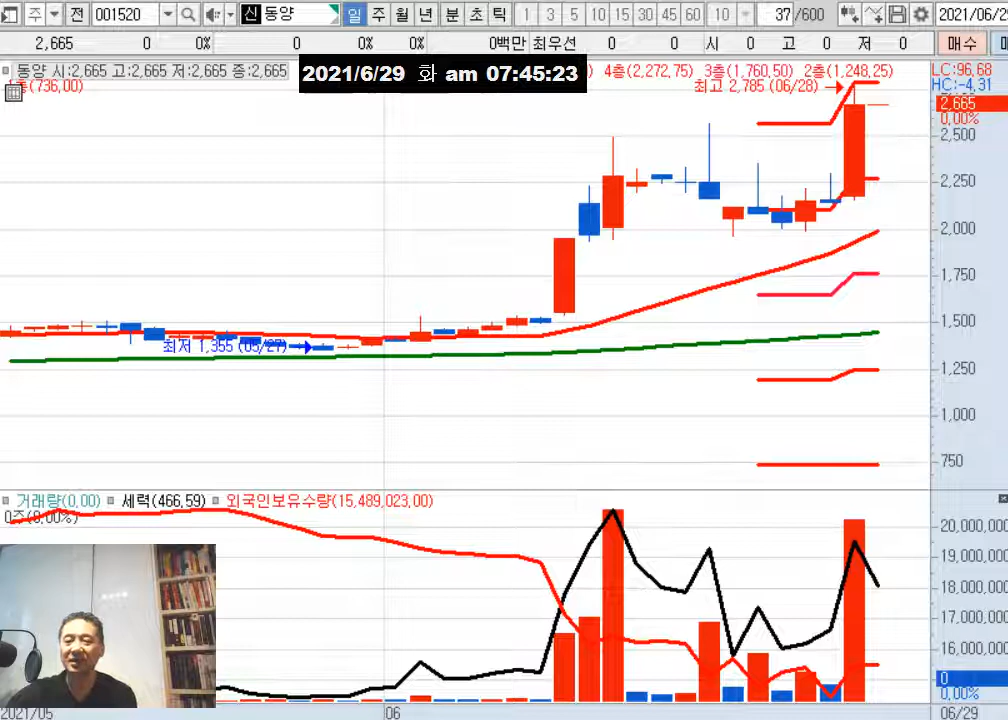 주 전 001520 신 동양 일 주 월 년 분 초 틱 1 3 5 10 15 30 45 60 10 37 /600 2021/06/29
2,665 0 0% 0 0% 0% 0백만 최우선 0 0 시 0 고 0 저 0 매수
동양 시:2,665 고:2,665 저:2,665 종:2,665 4층(2,272,75) 3층(1,760,50) 2층(1,248,25) LC:96,68
2021/6/29 화 am 07:45:23
층(736,00) 최고 2,785 (06/28) HC:-4,31
2,665
0,00%
2,500
2,250
2,000
1,750
1,500
최저 1,355 (05/27)
1,250
1,000
750
거래량(0,00) 세력(466,59) 외국인보유수량(15,489,023,00)
0주(0,00%)
20,000,000
19,000,000
18,000,000
17,000,000
16,000,000
0
0,00%
2021/05 06 06/29